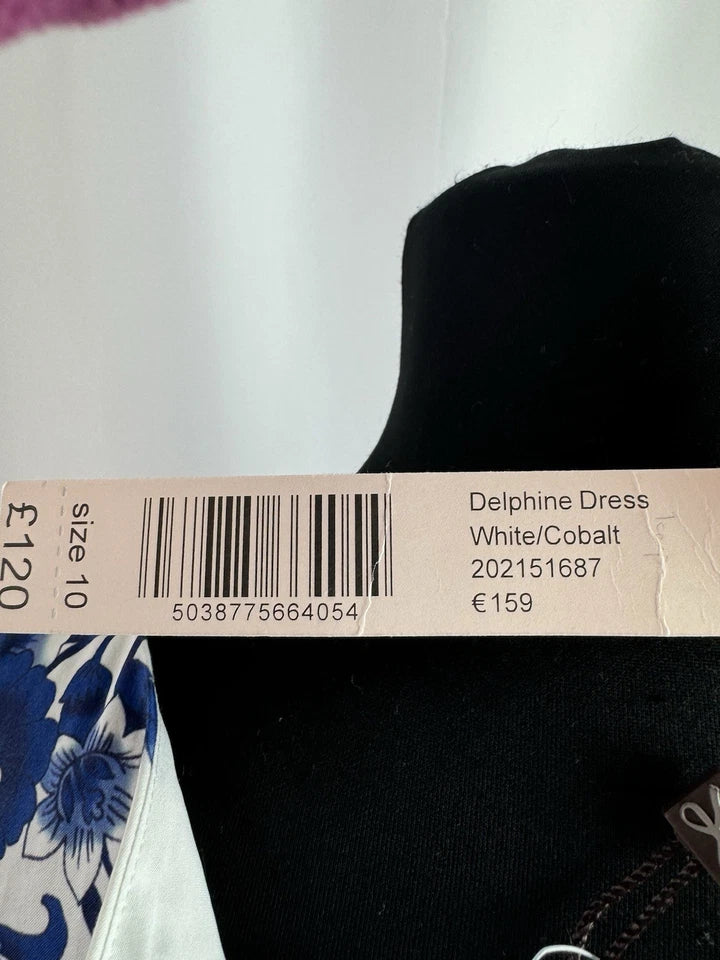 £120
size 10
5038775664054
Delphine Dress
White/Cobalt
202151687
€159